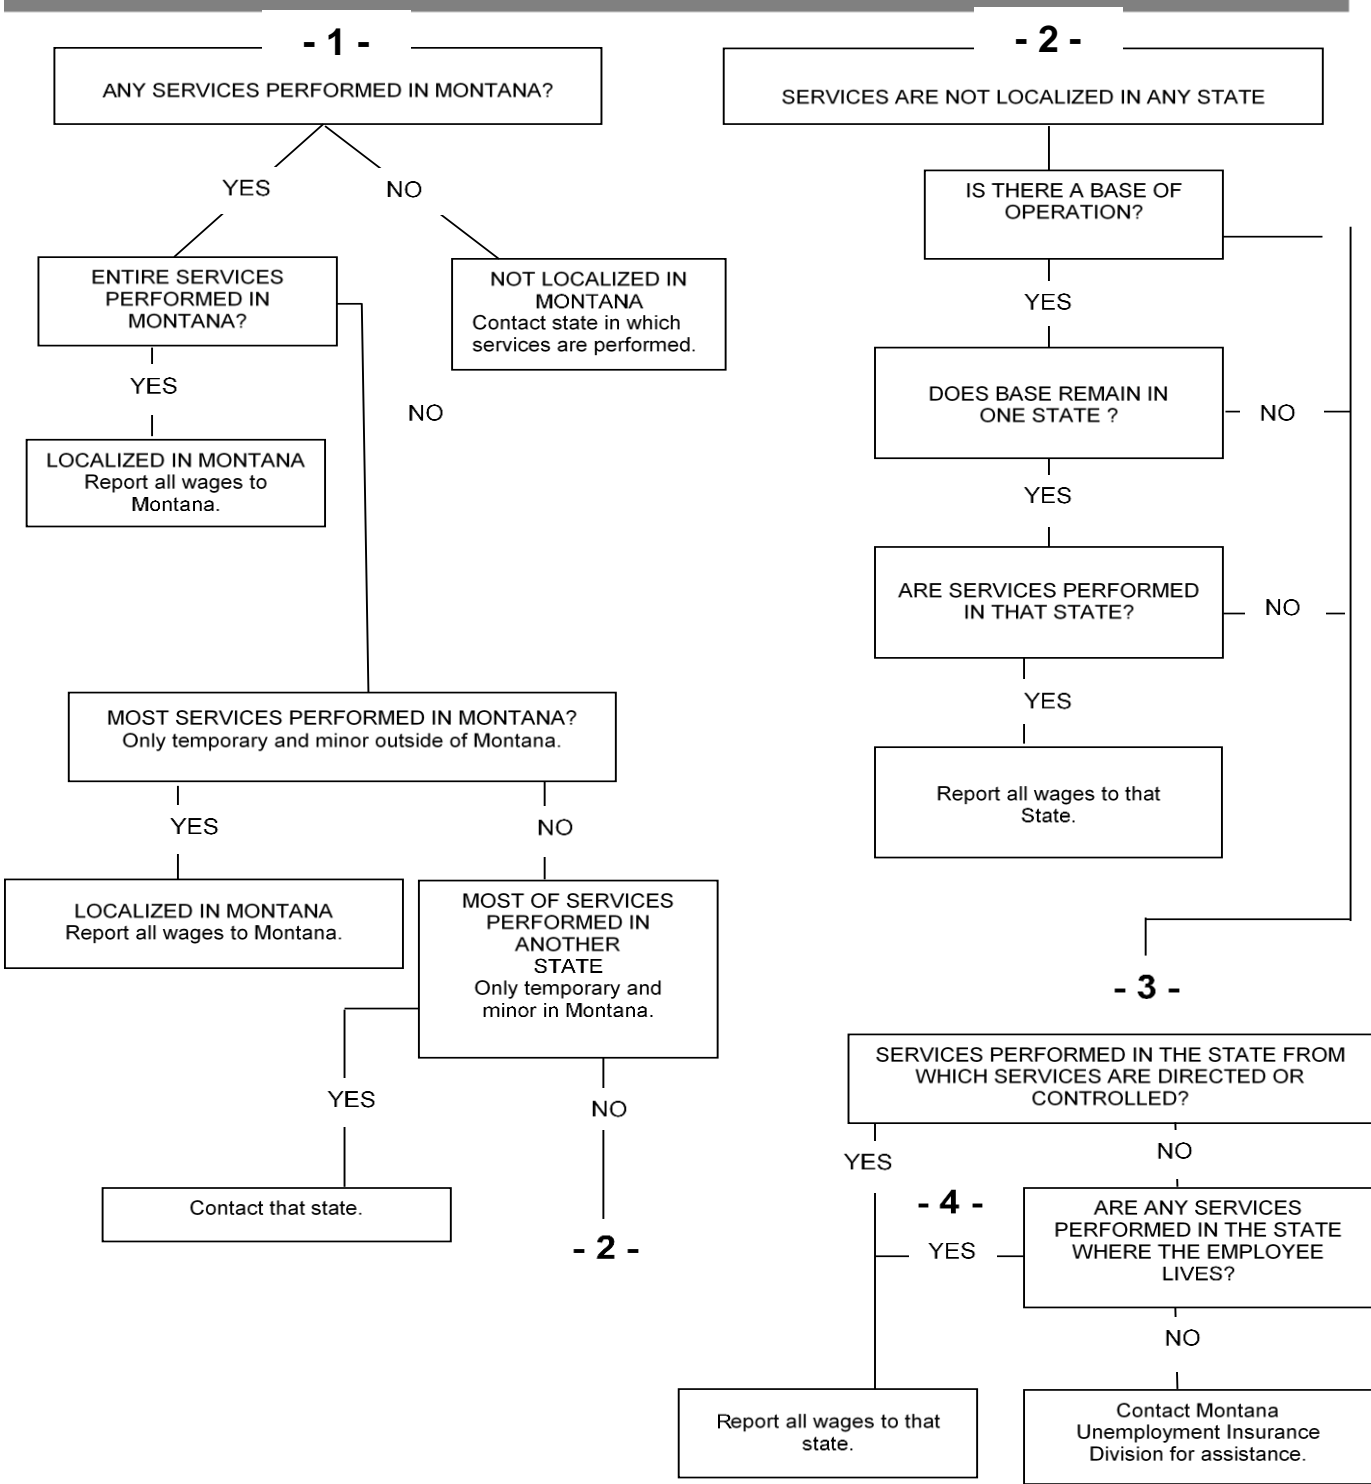 - 1 -
ANY SERVICES PERFORMED IN MONTANA?
YES
NO
ENTIRE SERVICES
PERFORMED IN
MONTANA?
NOT LOCALIZED IN
MONTANA
Contact state in which
services are performed.
YES
NO
LOCALIZED IN MONTANA
Report all wages to
Montana.
MOST SERVICES PERFORMED IN MONTANA?
Only temporary and minor outside of Montana.
YES
NO
LOCALIZED IN MONTANA
Report all wages to Montana.
MOST OF SERVICES
PERFORMED IN
ANOTHER
STATE
Only temporary and
minor in Montana.
YES
NO
Contact that state.
- 2 -
- 2 -
SERVICES ARE NOT LOCALIZED IN ANY STATE
IS THERE A BASE OF
OPERATION?
YES
DOES BASE REMAIN IN
ONE STATE ?
NO
YES
ARE SERVICES PERFORMED
IN THAT STATE?
NO
YES
Report all wages to that
State.
- 3 -
SERVICES PERFORMED IN THE STATE FROM
WHICH SERVICES ARE DIRECTED OR
CONTROLLED?
YES
NO
- 4 -
YES
ARE ANY SERVICES
PERFORMED IN THE STATE
WHERE THE EMPLOYEE
LIVES?
NO
Report all wages to that
state.
Contact Montana
Unemployment Insurance
Division for assistance.